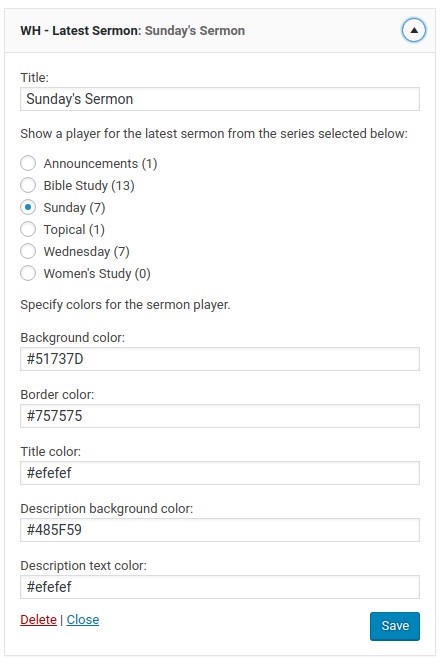 WH - Latest Sermon: Sunday's Sermon
Title:
Sunday's Sermon
Show a player for the latest sermon from the series selected below:
Announcements (1)
Bible Study (13)
Sunday (7)
Topical (1)
Wednesday (7)
Women's Study (0)
Specify colors for the sermon player.
Background color:
#51737D
Border color:
#757575
Title color:
#efefef
Description background color:
#485F59
Description text color:
#efefef
Delete | Close
Save